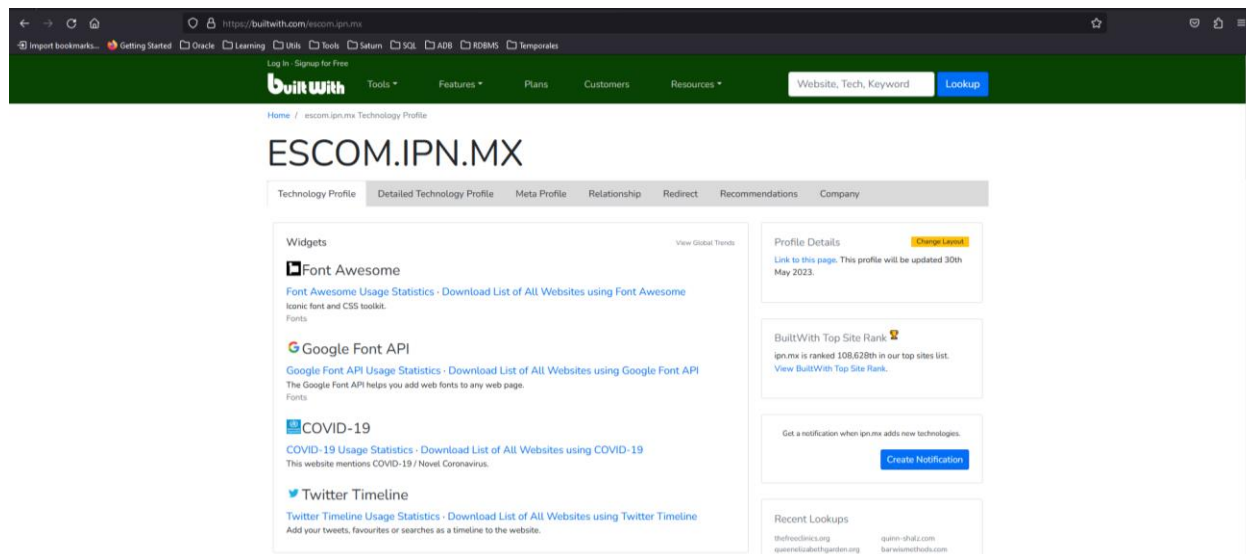 https://builtwith.com/escom.ipn.mx
Import bookmarks... Getting Started Oracle Learning Utils Tools Saturn SQL ADB RDBMS Temporales
Log In · Signup for Free
builtwith Tools Features Plans Customers Resources Website, Tech, Keyword Lookup
Home / escom.ipn.mx Technology Profile
ESCOM.IPN.MX
Technology Profile Detailed Technology Profile Meta Profile Relationship Redirect Recommendations Company
Widgets View Global Trends
Font Awesome
Font Awesome Usage Statistics · Download List of All Websites using Font Awesome
Iconic font and CSS toolkit.
Fonts
Google Font API
Google Font API Usage Statistics · Download List of All Websites using Google Font API
The Google Font API helps you add web fonts to any web page.
Fonts
COVID-19
COVID-19 Usage Statistics · Download List of All Websites using COVID-19
This website mentions COVID-19 / Novel Coronavirus.
Twitter Timeline
Twitter Timeline Usage Statistics · Download List of All Websites using Twitter Timeline
Add your tweets, favourites or searches as a timeline to the website.
Profile Details Change Layout
Link to this page. This profile will be updated 30th
May 2023.
BuiltWith Top Site Rank
ipn.mx is ranked 108,628th in our top sites list.
View BuiltWith Top Site Rank.
Get a notification when ipn.mx adds new technologies.
Create Notification
Recent Lookups
thefreeclinics.org quinn-shalz.com
queenelizabethgarden.org barwismethods.com